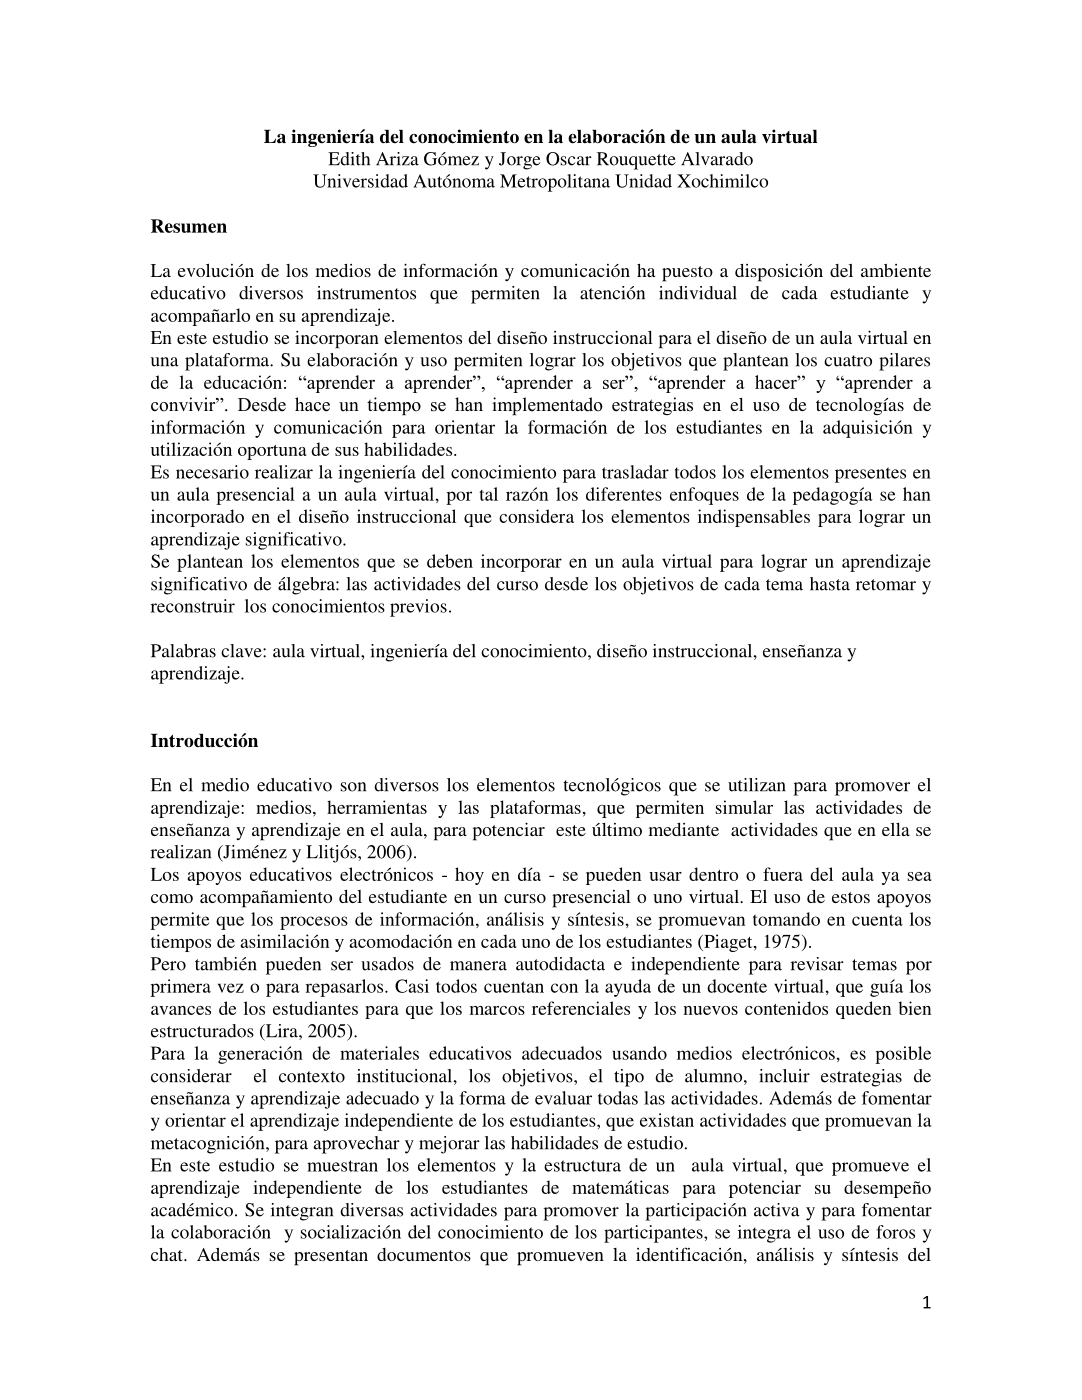 La ingeniería del conocimiento en la elaboración de un aula virtual
Edith Ariza Gómez y Jorge Oscar Rouquette Alvarado
Universidad Autónoma Metropolitana Unidad Xochimilco
Resumen
La evolución de los medios de información y comunicación ha puesto a disposición del ambiente
educativo diversos instrumentos que permiten la atención individual de cada estudiante y
acompañarlo en su aprendizaje.
En este estudio se incorporan elementos del diseño instruccional para el diseño de un aula virtual en
una plataforma. Su elaboración y uso permiten lograr los objetivos que plantean los cuatro pilares
de la educación: “aprender a aprender”, “aprender a ser”, “aprender a hacer” y “aprender a
convivir”. Desde hace un tiempo se han implementado estrategias en el uso de tecnologías de
información y comunicación para orientar la formación de los estudiantes en la adquisición y
utilización oportuna de sus habilidades.
Es necesario realizar la ingeniería del conocimiento para trasladar todos los elementos presentes en
un aula presencial a un aula virtual, por tal razón los diferentes enfoques de la pedagogía se han
incorporado en el diseño instruccional que considera los elementos indispensables para lograr un
aprendizaje significativo.
Se plantean los elementos que se deben incorporar en un aula virtual para lograr un aprendizaje
significativo de álgebra: las actividades del curso desde los objetivos de cada tema hasta retomar y
reconstruir los conocimientos previos.
Palabras clave: aula virtual, ingeniería del conocimiento, diseño instruccional, enseñanza y
aprendizaje.
Introducción
En el medio educativo son diversos los elementos tecnológicos que se utilizan para promover el
aprendizaje: medios, herramientas y las plataformas, que permiten simular las actividades de
enseñanza y aprendizaje en el aula, para potenciar este último mediante actividades que en ella se
realizan (Jiménez y Llitjós, 2006).
Los apoyos educativos electrónicos - hoy en día - se pueden usar dentro o fuera del aula ya sea
como acompañamiento del estudiante en un curso presencial o uno virtual. El uso de estos apoyos
permite que los procesos de información, análisis y síntesis, se promuevan tomando en cuenta los
tiempos de asimilación y acomodación en cada uno de los estudiantes (Piaget, 1975).
Pero también pueden ser usados de manera autodidacta e independiente para revisar temas por
primera vez o para repasarlos. Casi todos cuentan con la ayuda de un docente virtual, que guía los
avances de los estudiantes para que los marcos referenciales y los nuevos contenidos queden bien
estructurados (Lira, 2005).
Para la generación de materiales educativos adecuados usando medios electrónicos, es posible
considerar el contexto institucional, los objetivos, el tipo de alumno, incluir estrategias de
enseñanza y aprendizaje adecuado y la forma de evaluar todas las actividades. Además de fomentar
y orientar el aprendizaje independiente de los estudiantes, que existan actividades que promuevan la
metacognición, para aprovechar y mejorar las habilidades de estudio.
En este estudio se muestran los elementos y la estructura de un aula virtual, que promueve el
aprendizaje independiente de los estudiantes de matemáticas para potenciar su desempeño
académico. Se integran diversas actividades para promover la participación activa y para fomentar
la colaboración y socialización del conocimiento de los participantes, se integra el uso de foros y
chat. Además se presentan documentos que promueven la identificación, análisis y síntesis del
1